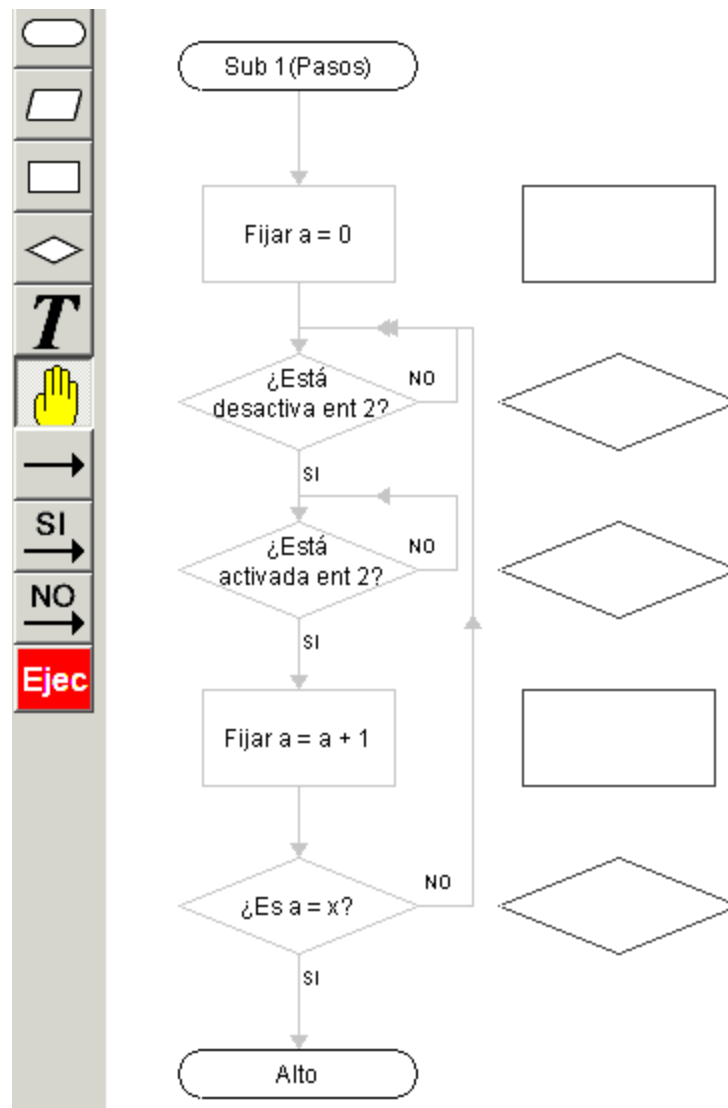 T
SI
NO
Ejec
Sub 1(Pasos)
Fijar a = 0
¿Está
desactiva ent 2?
NO
SI
¿Está
activada ent 2?
NO
SI
Fijar a = a + 1
¿Es a = x?
NO
SI
Alto